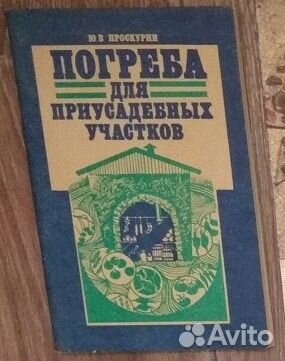 Ю В ПРОСКУРИН
ПОГРЕБА
ДЛЯ
ПРИУСАДЕБНЫХ
УЧАСТКОВ
Avito